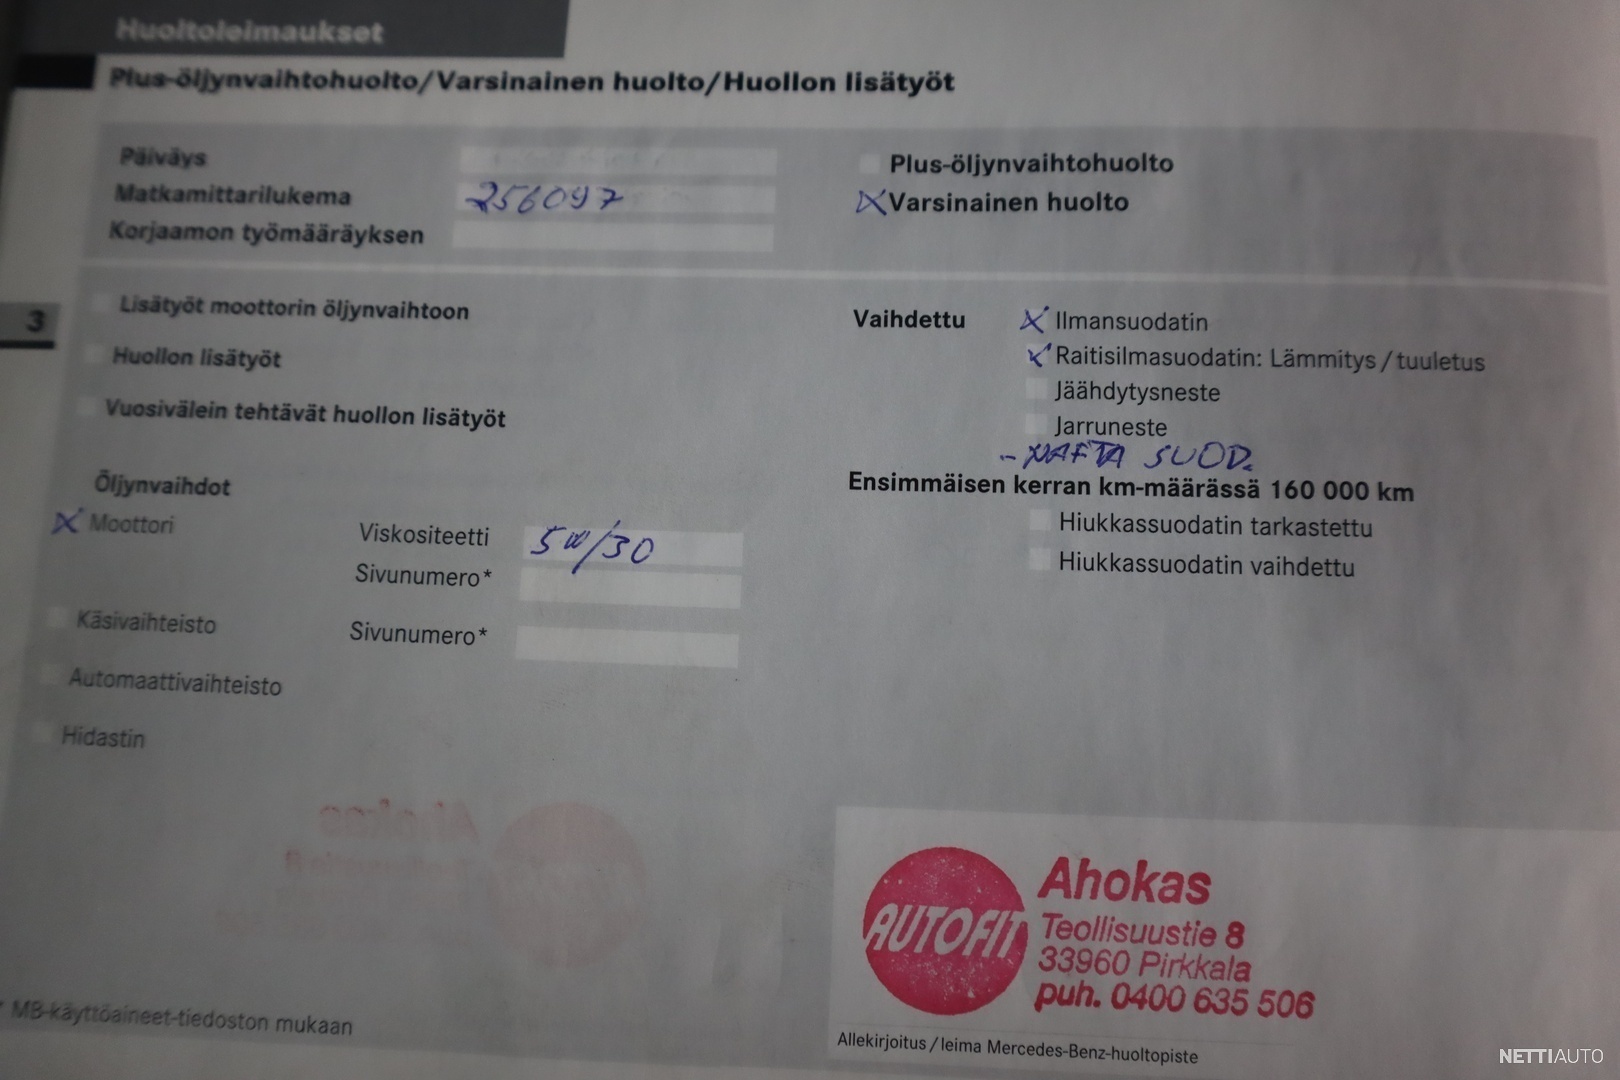 Huoltoleimaukset
Plus-öljynvaihtohuolto/Varsinainen huolto/Huollon lisätyöt
Päiväys
Matkamittarilukema 256097
Korjaamon työmääräyksen
Plus-öljynvaihtohuolto
Varsinainen huolto
3
Lisätyöt moottorin öljynvaihtoon
Huollon lisätyöt
Vuosivälein tehtävät huollon lisätyöt
Vaihdettu
Ilmansuodatin
Raitisilmasuodatin: Lämmitys / tuuletus
Jäähdytysneste
Jarruneste
- NAFTA SUOD.
Ensimmäisen kerran km-määrässä 160 000 km
Hiukkassuodatin tarkastettu
Hiukkassuodatin vaihdettu
Öljynvaihdot
Moottori
Viskositeetti 5W/30
Sivunumero*
Käsivaihteisto
Sivunumero*
Automaattivaihteisto
Hidastin
AUTOFIT
Ahokas
Teollisuustie 8
33960 Pirkkala
puh. 0400 635 506
* MB-käyttöaineet-tiedoston mukaan
Allekirjoitus / leima Mercedes-Benz-huoltopiste
NETTIAUTO